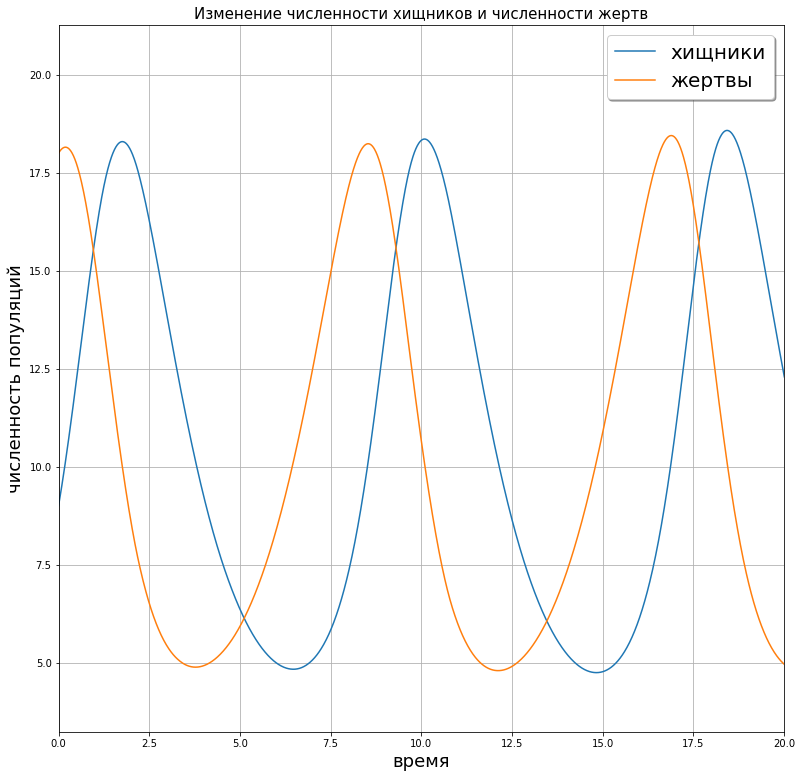 Изменение численности хищников и численности жертв
хищники
жертвы
численность популяций
20.0
17.5
15.0
12.5
10.0
7.5
5.0
0.0 2.5 5.0 7.5 10.0 12.5 15.0 17.5 20.0
время